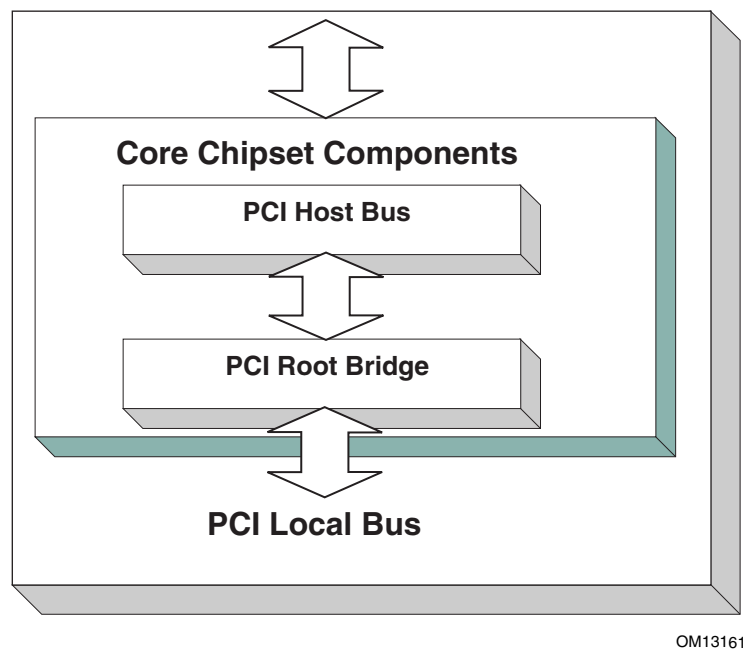 Core Chipset Components
PCI Host Bus
PCI Root Bridge
PCI Local Bus
OM13161